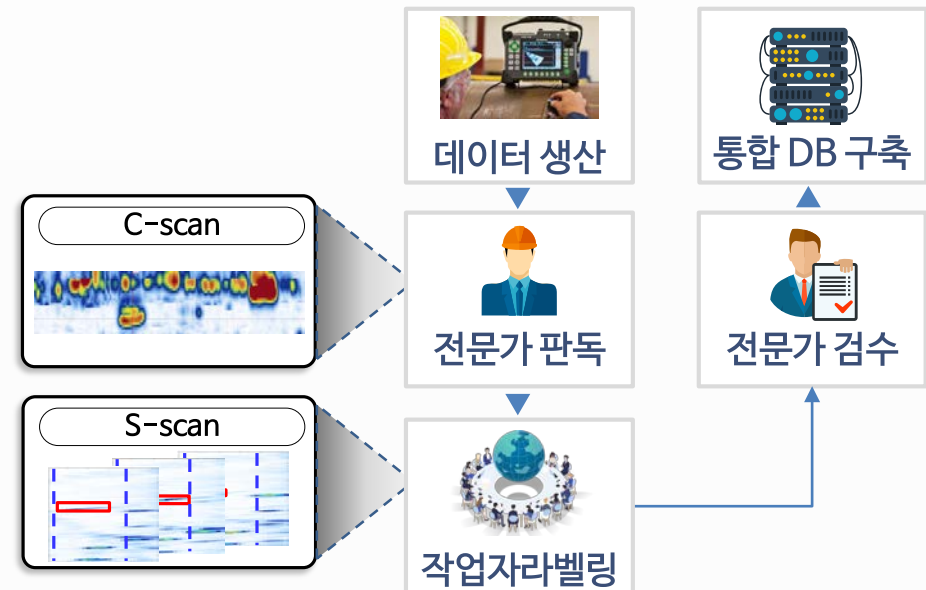 데이터 생산
통합 DB 구축
C-scan
전문가 판독
전문가 검수
S-scan
작업자라벨링